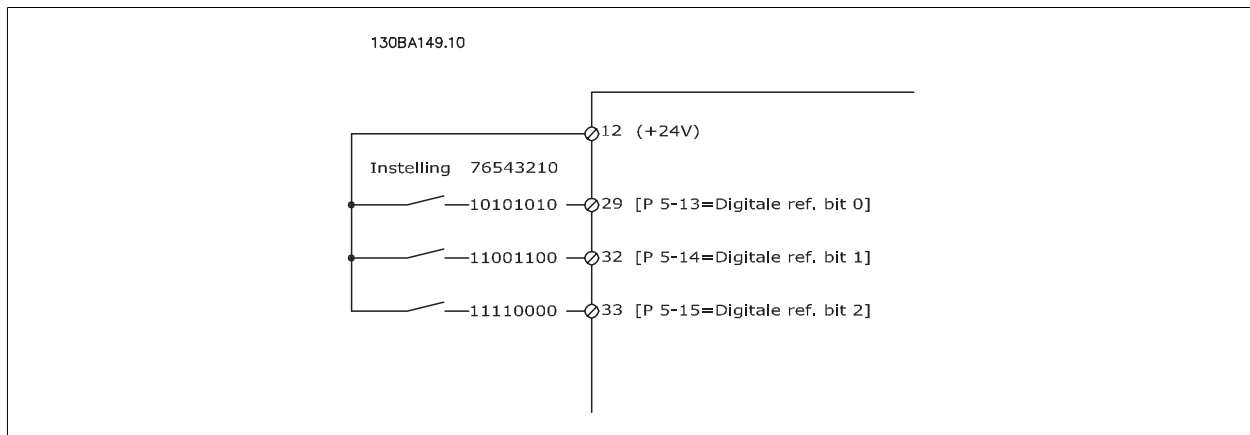 130BA149.10
12 (+24V)
Instelling 76543210
10101010 29 [P 5-13=Digitale ref. bit 0]
11001100 32 [P 5-14=Digitale ref. bit 1]
11110000 33 [P 5-15=Digitale ref. bit 2]